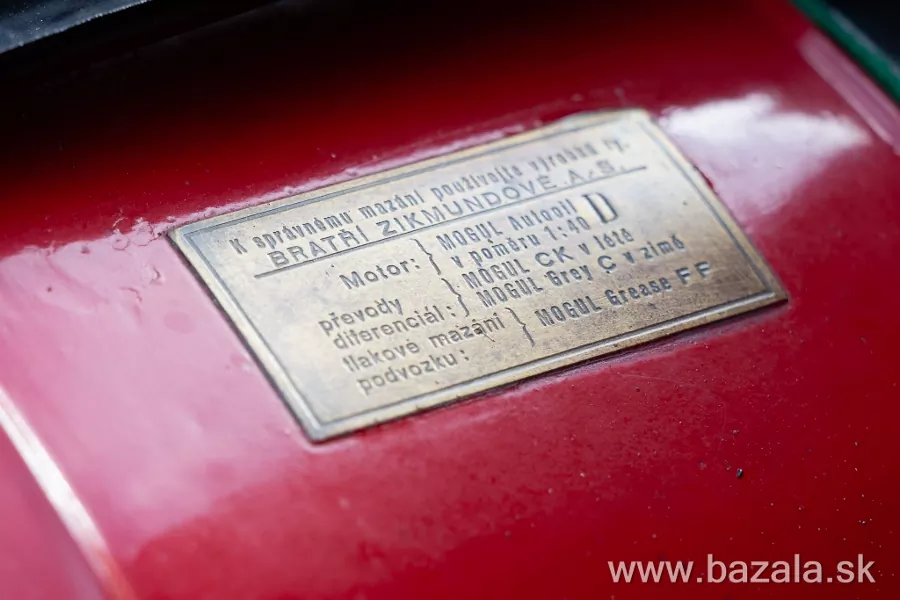 K správnému mazání používejte výrobků fy.
BRATŘI ZIKMUNDOVÉ A.S.
Motor: } MOGUL Autooil D
v poměru 1:40
převody } MOGUL CK v létě
diferenciál: MOGUL Grey C v zimě
tlakové mazání } MOGUL Grease FF
podvozku:
www.bazala.sk